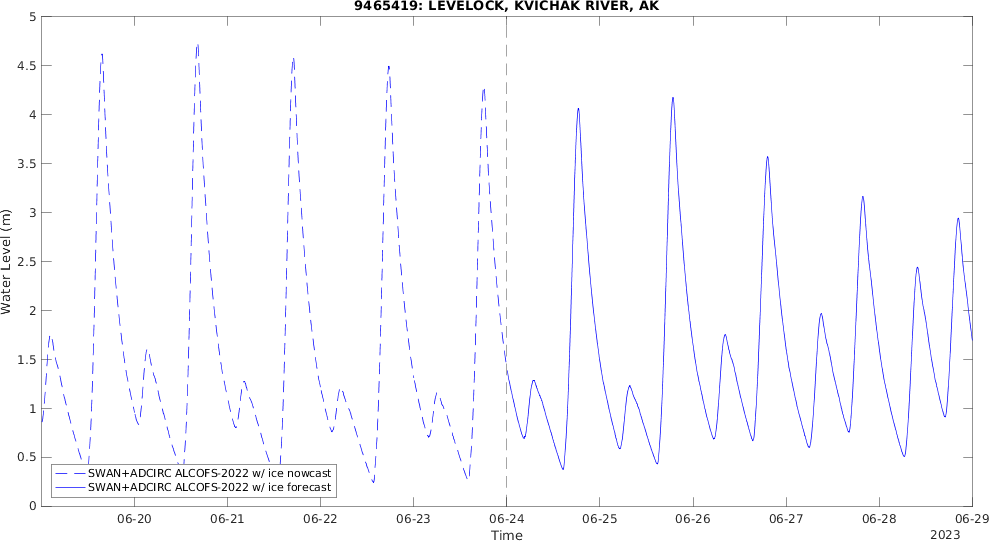 9465419: LEVELOCK, KVICHAK RIVER, AK
5
4.5
4
3.5
3
2.5
2
1.5
1
0.5
0
Water Level (m)
SWAN+ADCIRC ALCOFS-2022 w/ ice nowcast
SWAN+ADCIRC ALCOFS-2022 w/ ice forecast
06-20 06-21 06-22 06-23 06-24 06-25 06-26 06-27 06-28 06-29
Time
2023